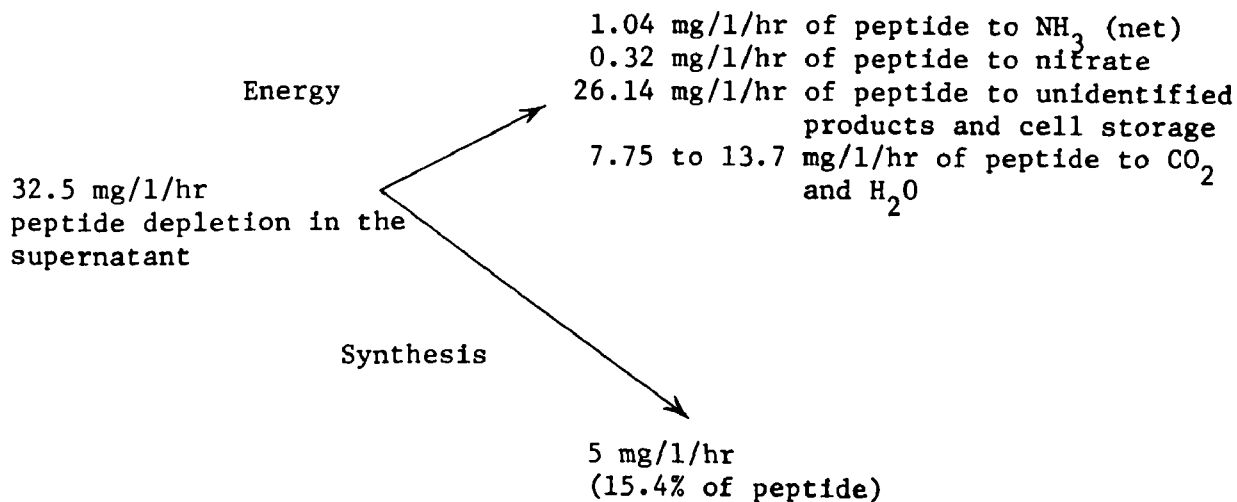 1.04 mg/l/hr of peptide to NH3 (net)
0.32 mg/l/hr of peptide to nitrate
Energy
26.14 mg/l/hr of peptide to unidentified
products and cell storage
7.75 to 13.7 mg/l/hr of peptide to CO2
and H2O
32.5 mg/l/hr
peptide depletion in the
supernatant
Synthesis
5 mg/l/hr
(15.4% of peptide)